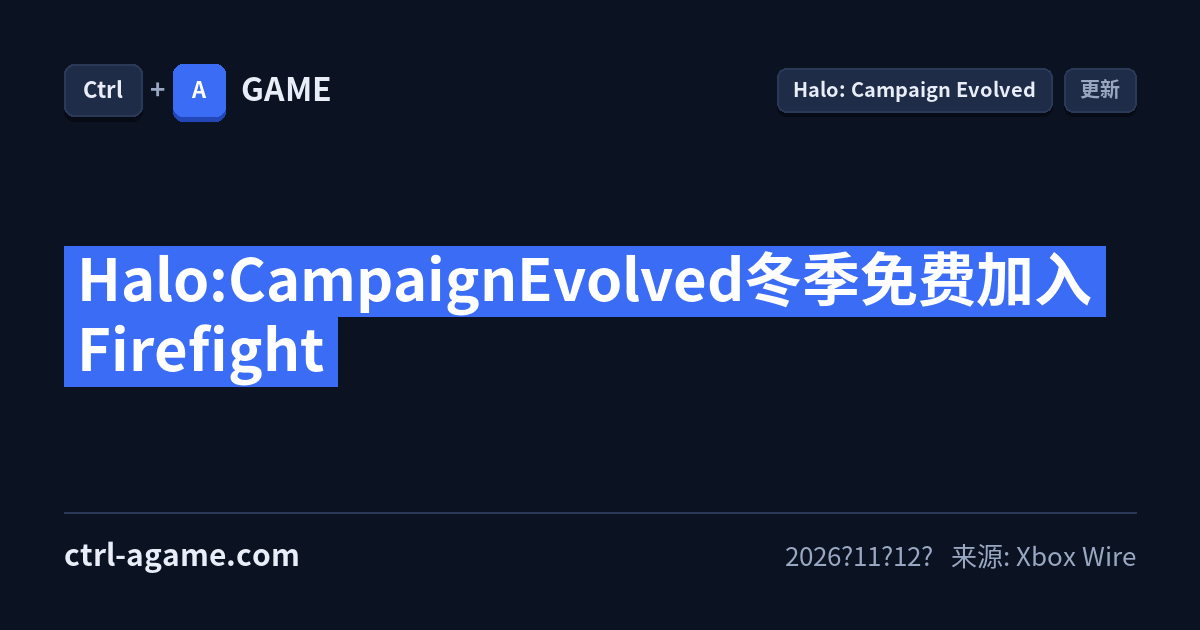 Ctrl + A GAME
Halo: Campaign Evolved 更新
Halo:CampaignEvolved冬季免费加入
Firefight
ctrl-agame.com
2026?11?12? 来源: Xbox Wire